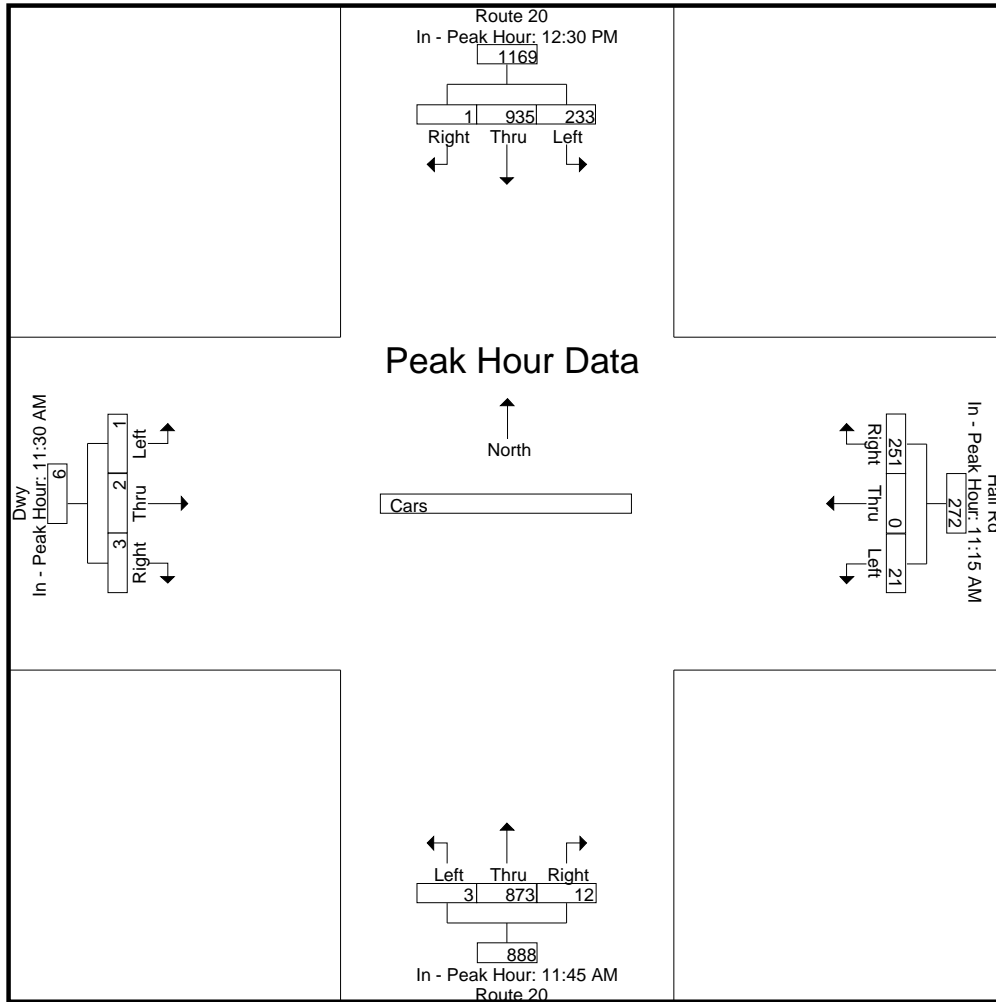 Route 20
In - Peak Hour: 12:30 PM
1169
1 935 233
Right Thru Left
Peak Hour Data
North
Cars
Dwy
In - Peak Hour: 11:30 AM
6
1 2 3
Left Thru Right
Hall Rd
In - Peak Hour: 11:15 AM
272
251 0 21
Right Thru Left
Left Thru Right
3 873 12
888
In - Peak Hour: 11:45 AM
Route 20